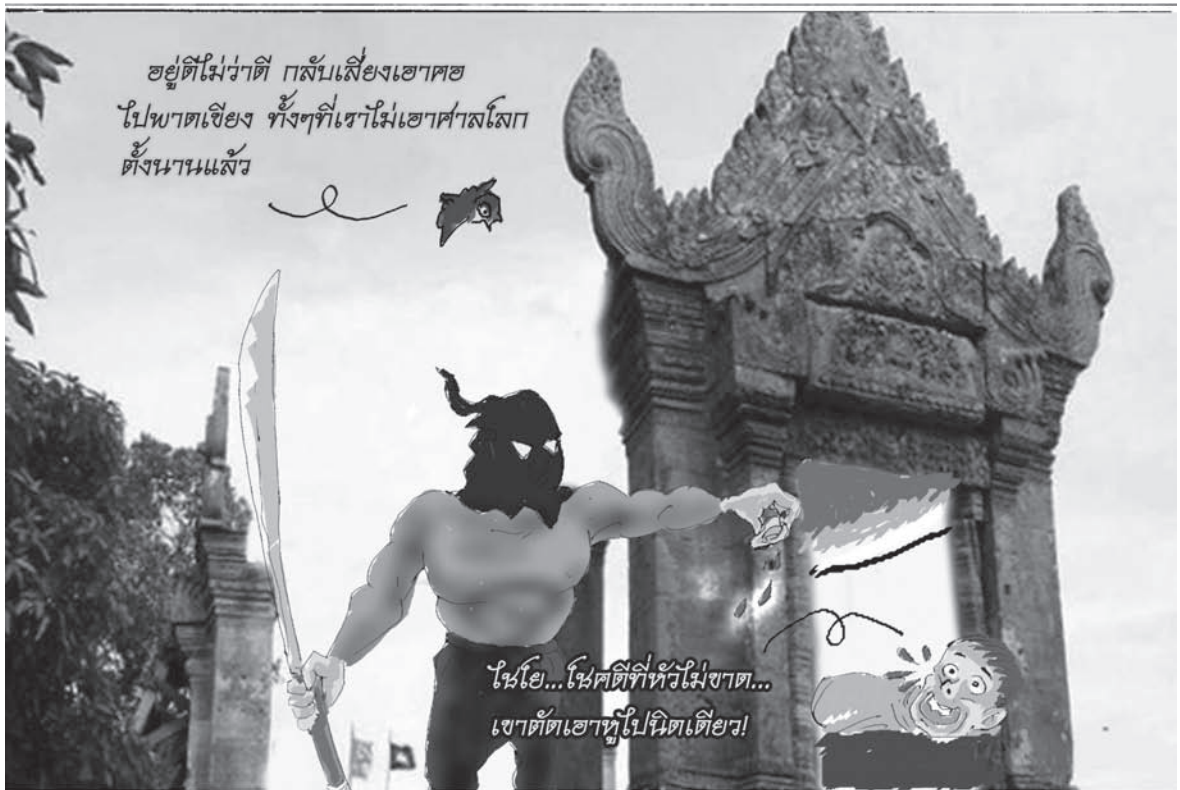 อยู่ดีไม่ว่าดี กลับเสี่ยงเอาคอ
ไปพาดเขียง ทั้งๆที่เราไม่เอาศาลโลก
ตั้งนานแล้ว
ไชโย...โชคดีที่หัวไม่ขาด...
เขาตัดเอาหูไปนิดเดียว!